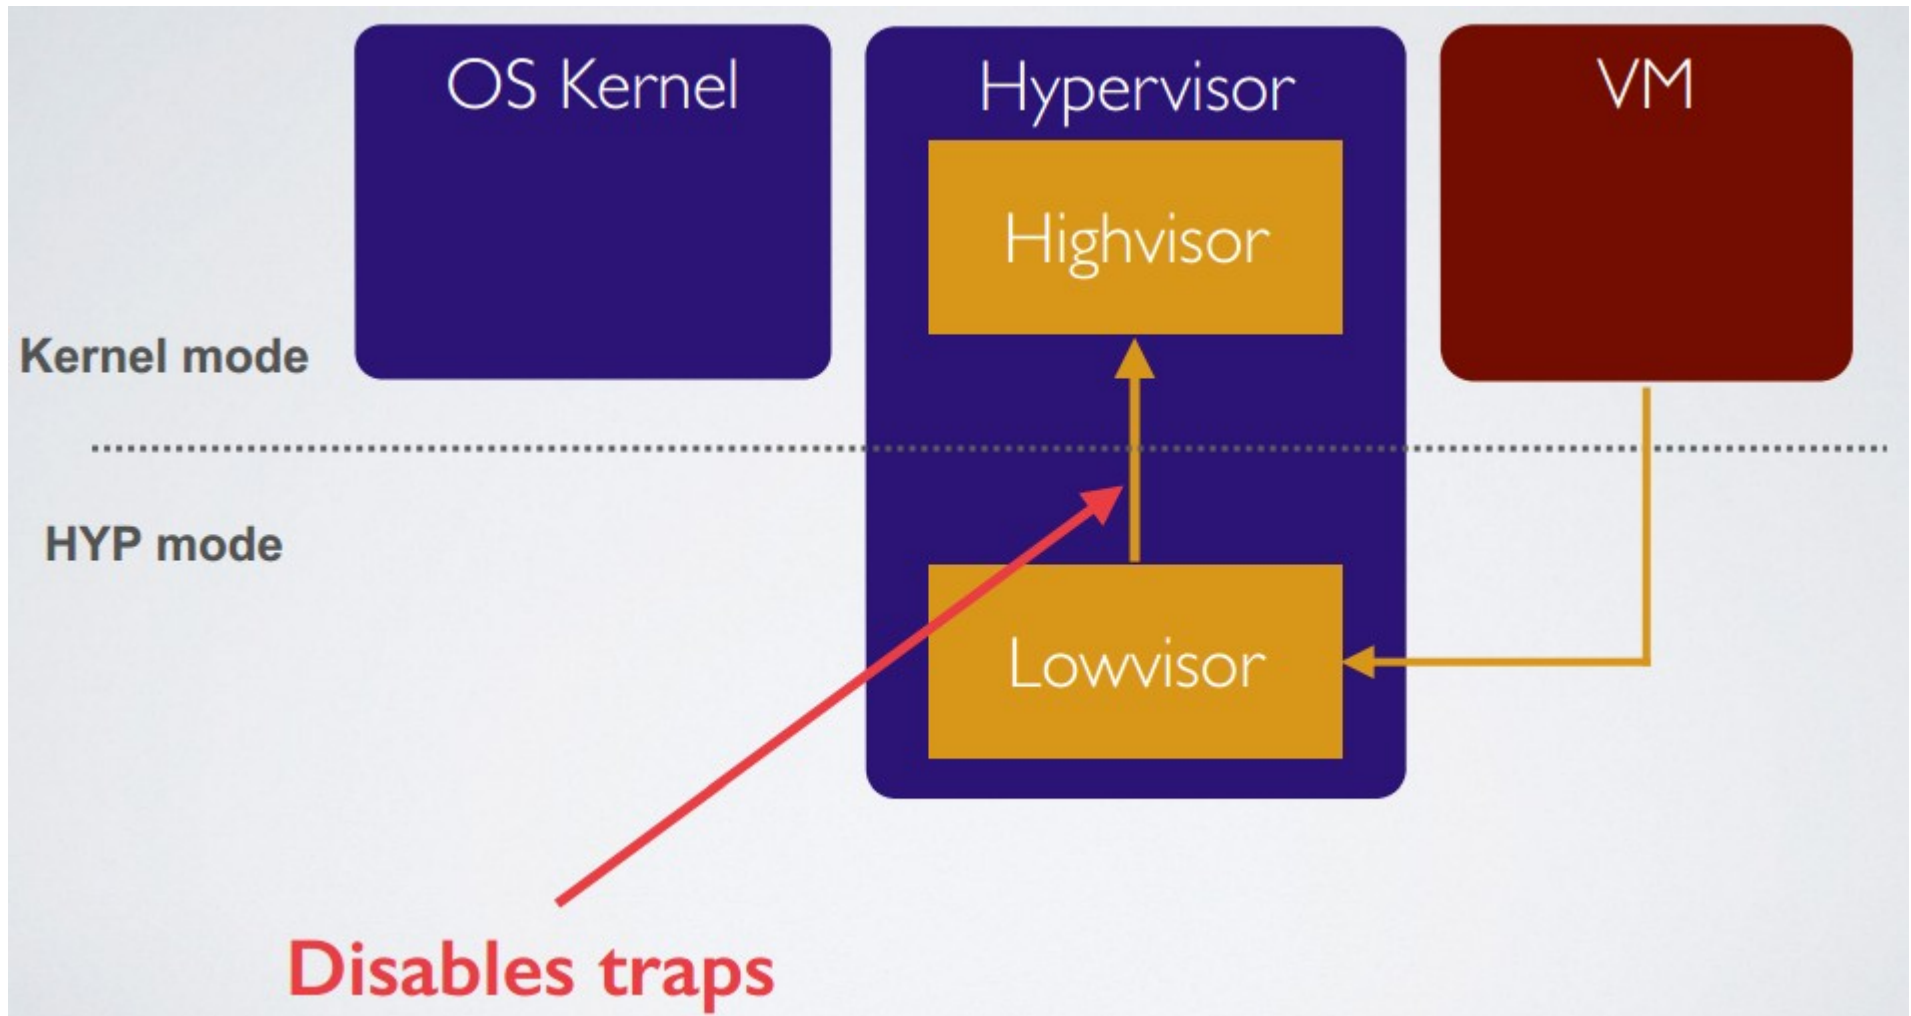 OS Kernel
Hypervisor
VM
Highvisor
Kernel mode
HYP mode
Lowvisor
Disables traps